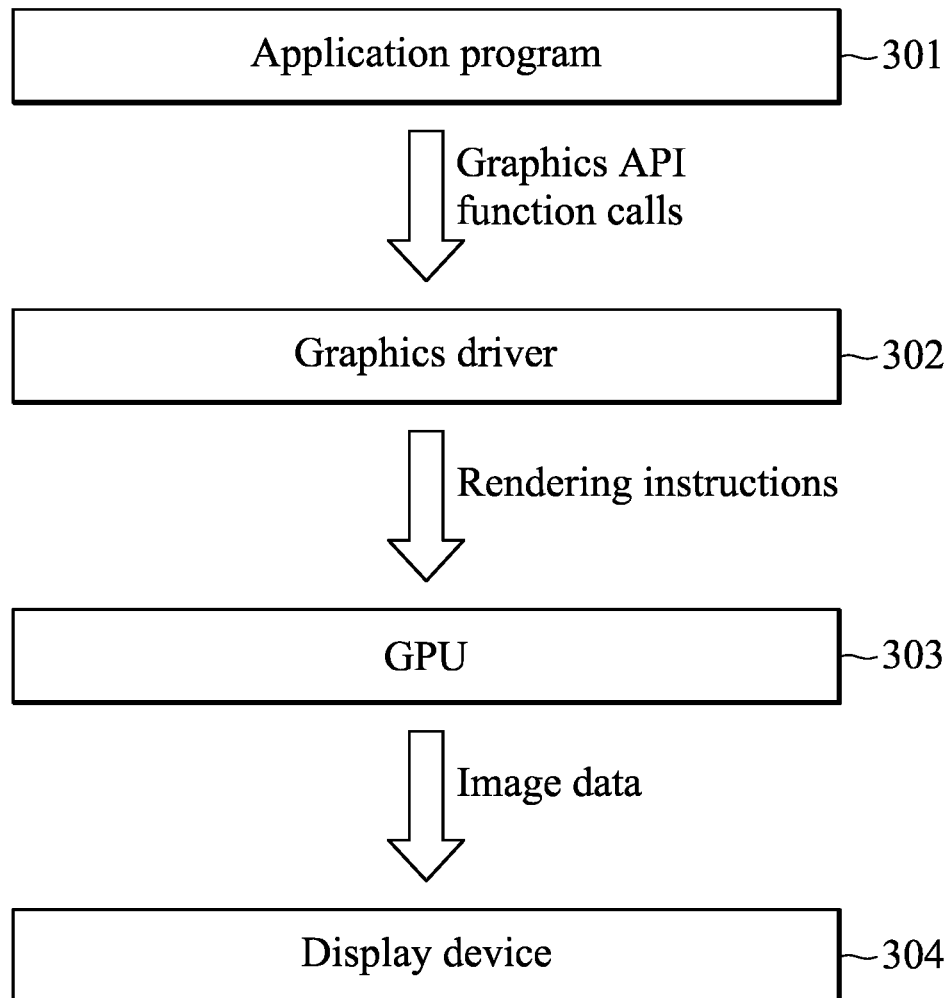 Application program
301
Graphics API
function calls
Graphics driver
302
Rendering instructions
GPU
303
Image data
Display device
304